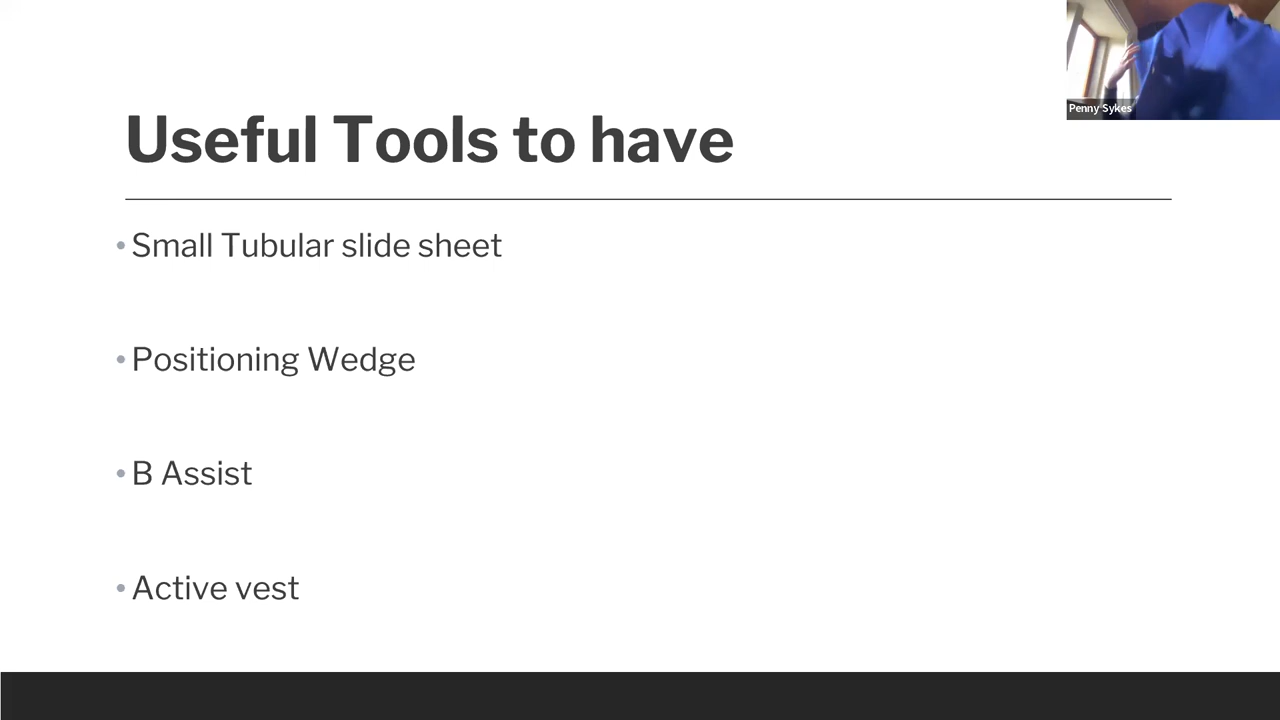 Penny Sykes
Useful Tools to have
• Small Tubular slide sheet
• Positioning Wedge
• B Assist
• Active vest